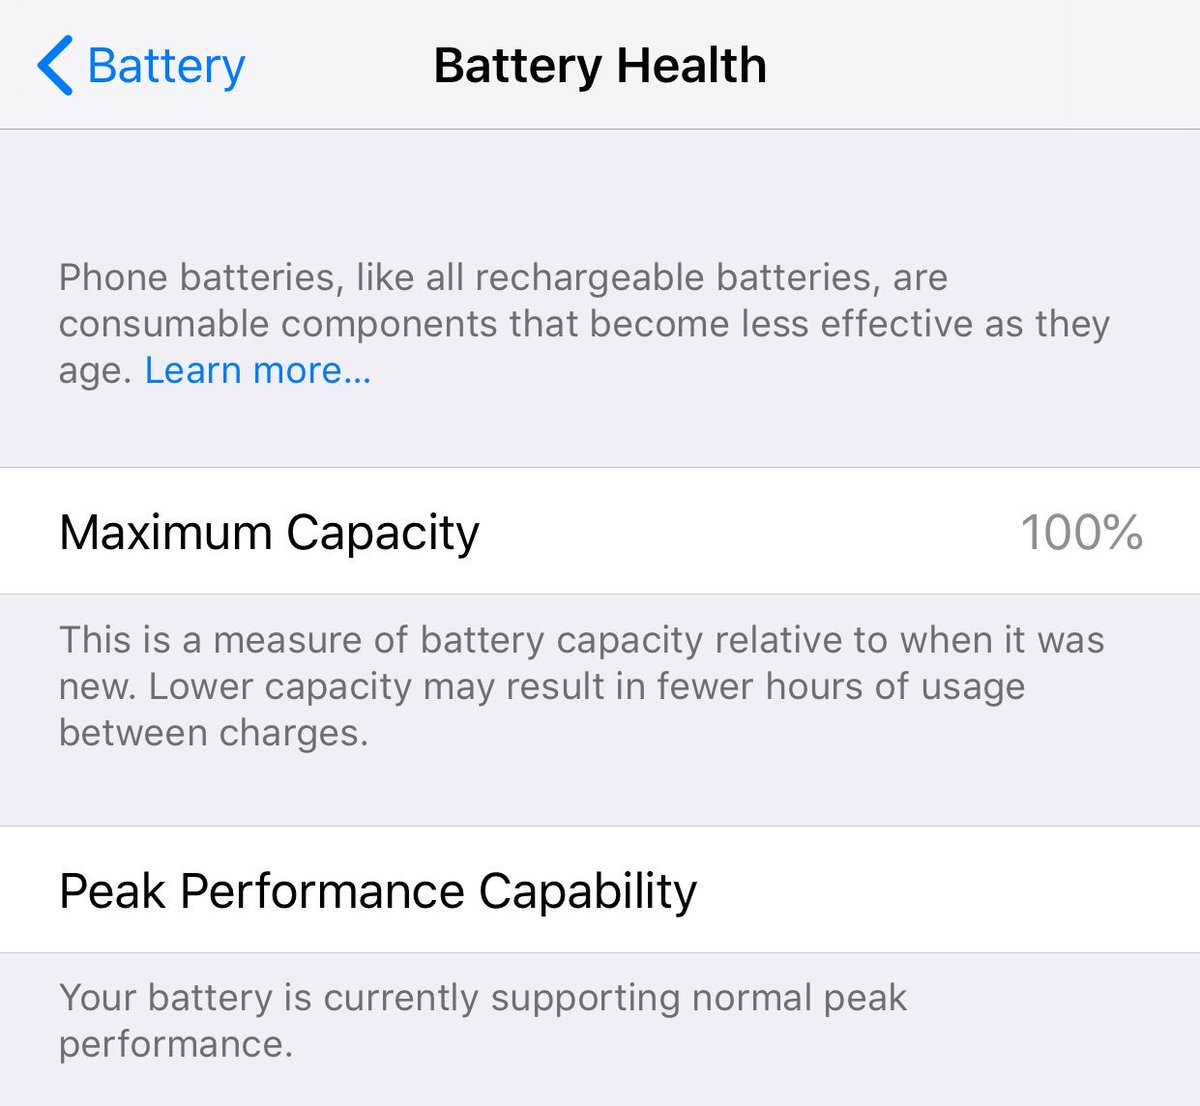 Battery
Battery Health
Phone batteries, like all rechargeable batteries, are
consumable components that become less effective as they
age. Learn more...
Maximum Capacity 100%
This is a measure of battery capacity relative to when it was
new. Lower capacity may result in fewer hours of usage
between charges.
Peak Performance Capability
Your battery is currently supporting normal peak
performance.